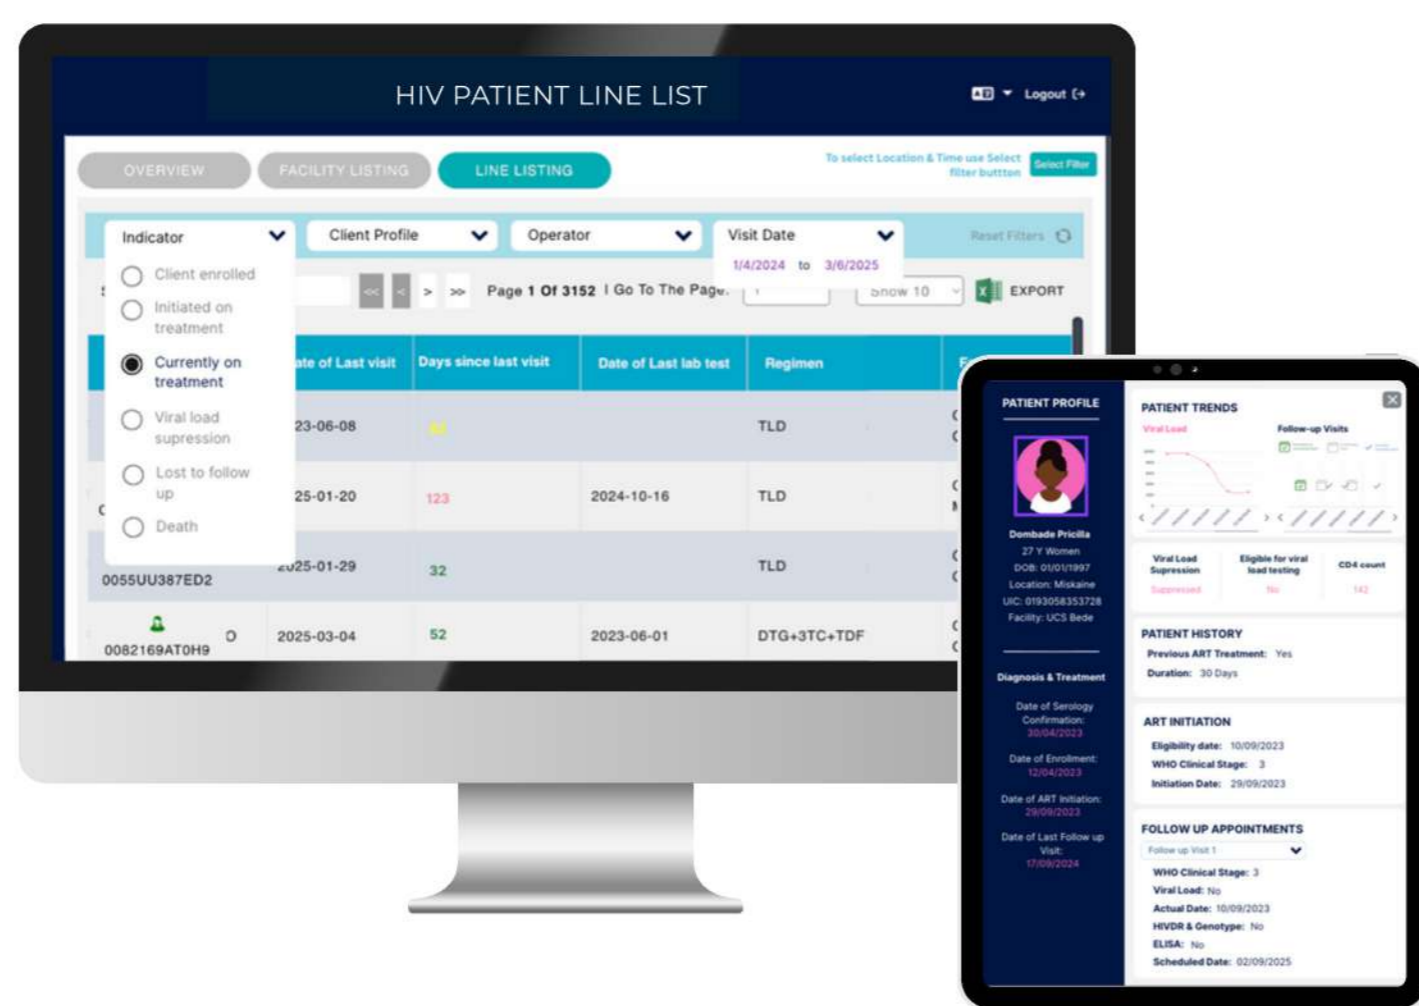 HIV PATIENT LINE LIST
Logout
OVERVIEW
FACILITY LISTING
LINE LISTING
To select Location & Time use Select
filter buttton
Select Filter
Indicator
Client Profile
Operator
Visit Date
Reset Filters
1/4/2024 to 3/6/2025
Client enrolled
Initiated on
treatment
Currently on
treatment
Viral load
supression
Lost to follow
up
Death
<< < > >> Page 1 Of 3152 I Go To The Page:
Show 10
EXPORT
ate of Last visit
Days since last visit
Date of Last lab test
Regimen
23-06-08
TLD
25-01-20
123
2024-10-16
TLD
0055UU387ED2
2025-01-29
32
TLD
0082169AT0H9
2025-03-04
52
2023-06-01
DTG+3TC+TDF
PATIENT PROFILE
Dombade Pricilla
27 Y Women
DOB: 01/01/1997
Location: Miskaine
UIC: 0193058353728
Facility: UCS Bede
Diagnosis & Treatment
Date of Serology
Confirmation:
30/04/2023
Date of Enrollment:
12/04/2023
Date of ART Initiation:
29/09/2023
Date of Last Follow up
Visit:
17/09/2024
PATIENT TRENDS
Viral Load
Follow-up Visits
Viral Load
Supression
Suppressed
Eligible for viral
load testing
No
CD4 count
142
PATIENT HISTORY
Previous ART Treatment: Yes
Duration: 30 Days
ART INITIATION
Eligibility date: 10/09/2023
WHO Clinical Stage: 3
Initiation Date: 29/09/2023
FOLLOW UP APPOINTMENTS
Follow up Visit 1
WHO Clinical Stage: 3
Viral Load: No
Actual Date: 10/09/2023
HIVDR & Genotype: No
ELISA: No
Scheduled Date: 02/09/2025